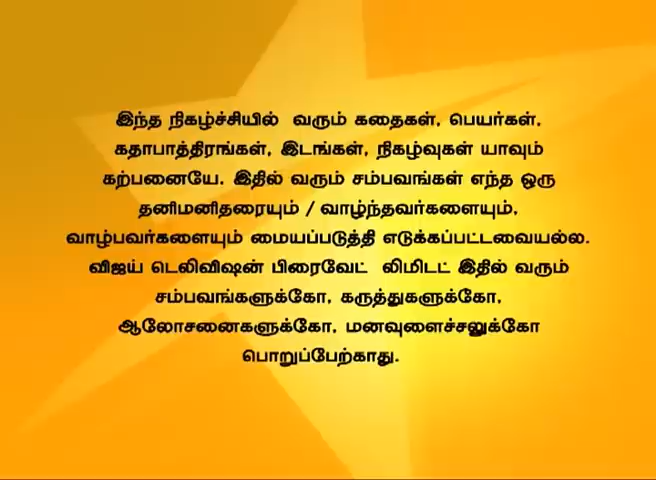 இந்த நிகழ்ச்சியில் வரும் கதைகள், பெயர்கள்,
கதாபாத்திரங்கள், இடங்கள், நிகழ்வுகள் யாவும்
கற்பனையே. இதில் வரும் சம்பவங்கள் எந்த ஒரு
தனிமனிதரையும் / வாழ்ந்தவர்களையும்,
வாழ்பவர்களையும் மையப்படுத்தி எடுக்கப்பட்டவையல்ல.
விஜய் டெலிவிஷன் பிரைவேட் லிமிடட் இதில் வரும்
சம்பவங்களுக்கோ, கருத்துகளுக்கோ,
ஆலோசனைகளுக்கோ, மனவுளைச்சலுக்கோ
பொறுப்பேற்காது.